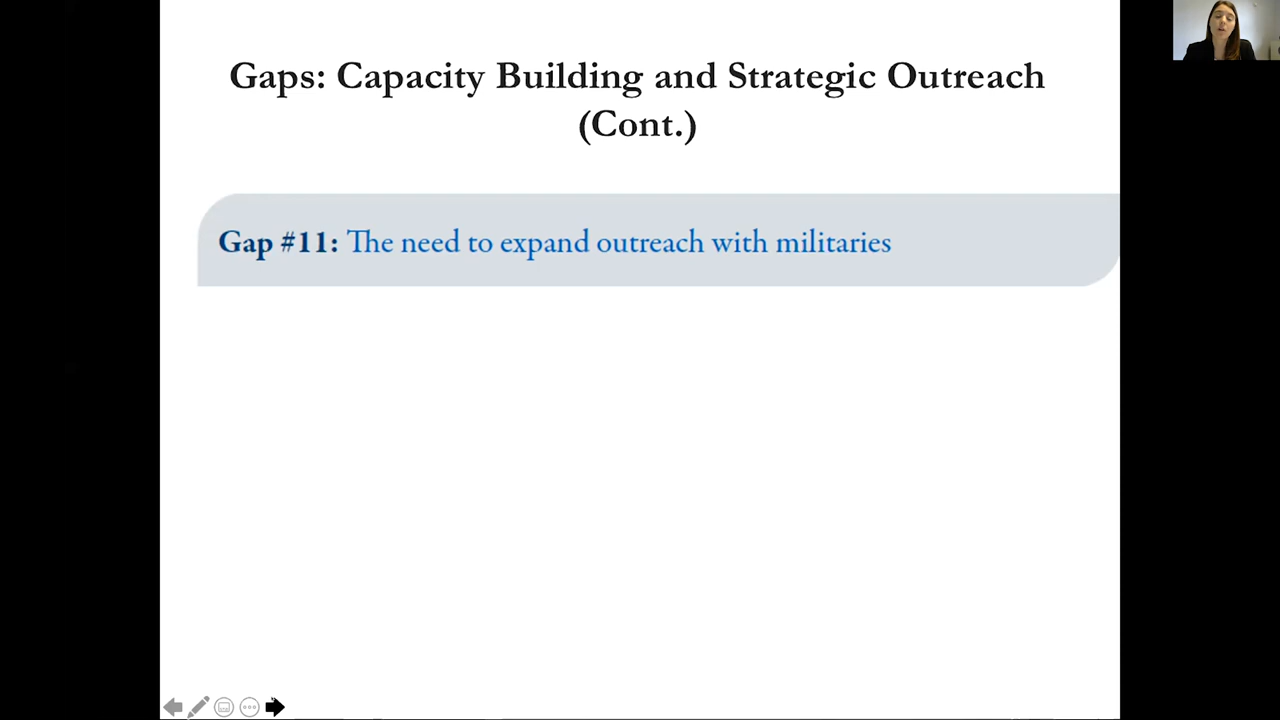 Gaps: Capacity Building and Strategic Outreach
(Cont.)
Gap #11: The need to expand outreach with militaries